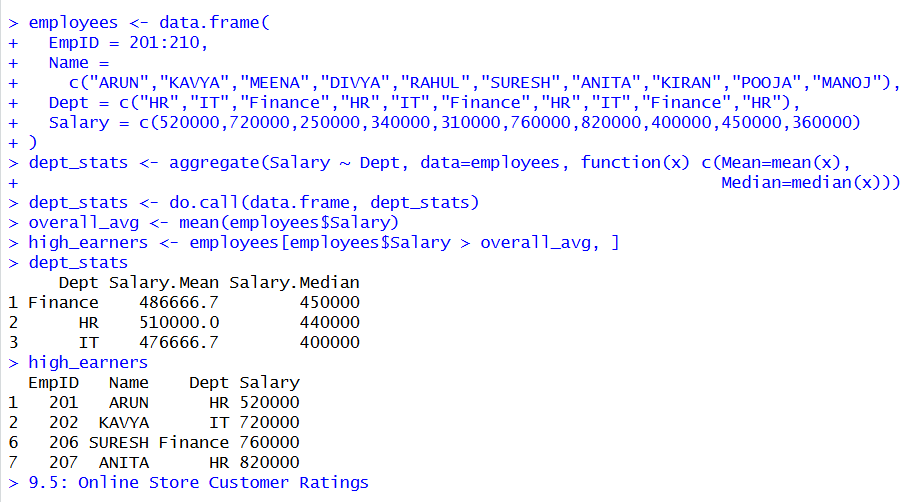 > employees <- data.frame(
+   EmpID = 201:210,
+   Name =
+     c("ARUN","KAVYA","MEENA","DIVYA","RAHUL","SURESH","ANITA","KIRAN","POOJA","MANOJ"),
+   Dept = c("HR","IT","Finance","HR","IT","Finance","HR","IT","Finance","HR"),
+   Salary = c(520000,720000,250000,340000,310000,760000,820000,400000,450000,360000)
+ )
> dept_stats <- aggregate(Salary ~ Dept, data=employees, function(x) c(Mean=mean(x),
+                                                                      Median=median(x)))
> dept_stats <- do.call(data.frame, dept_stats)
> overall_avg <- mean(employees$Salary)
> high_earners <- employees[employees$Salary > overall_avg, ]
> dept_stats
     Dept Salary.Mean Salary.Median
1 Finance    486666.7        450000
2      HR    510000.0        440000
3      IT    476666.7        400000
> high_earners
  EmpID   Name    Dept Salary
1   201   ARUN      HR 520000
2   202  KAVYA      IT 720000
6   206 SURESH Finance 760000
7   207  ANITA      HR 820000
> 9.5: Online Store Customer Ratings